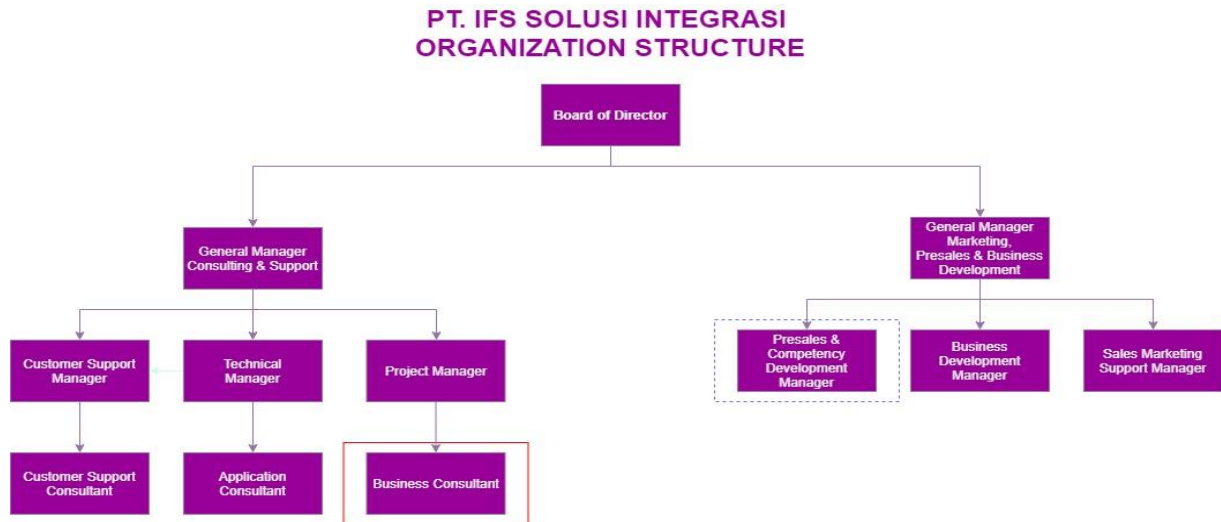 PT. IFS SOLUSI INTEGRASI
ORGANIZATION STRUCTURE
Board of Director
General Manager
Consulting & Support
General Manager
Marketing,
Presales & Business
Development
Customer Support
Manager
Technical
Manager
Project Manager
Presales &
Competency
Development
Manager
Business
Development
Manager
Sales Marketing
Support Manager
Customer Support
Consultant
Application
Consultant
Business Consultant